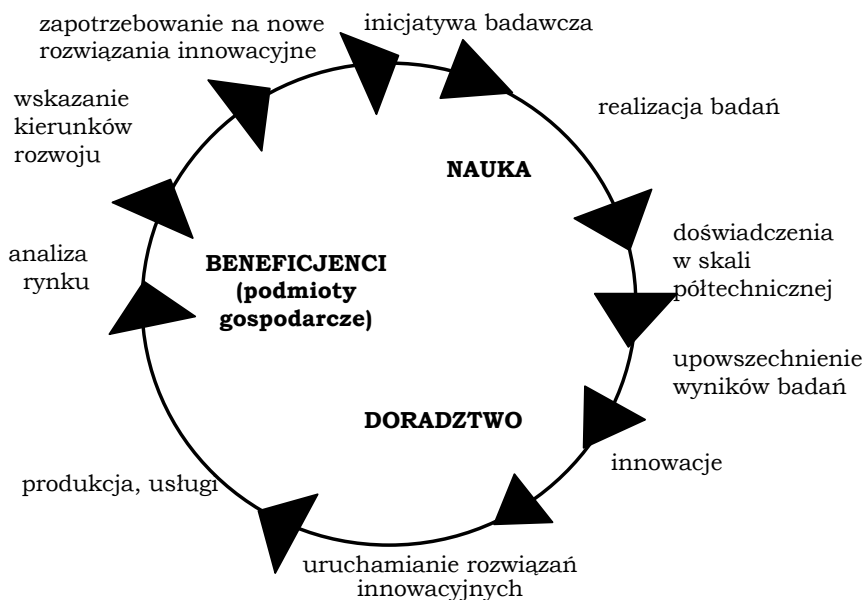 zapotrzebowanie na nowe
rozwiązania innowacyjne
inicjatywa badawcza
realizacja badań
wskazanie
kierunków
rozwoju
NAUKA
doświadczenia
w skali
półtechnicznej
analiza
rynku
BENEFICJENCI
(podmioty
gospodarcze)
upowszechnienie
wyników badań
DORADZTWO
innowacje
produkcja, usługi
uruchamianie rozwiązań
innowacyjnych